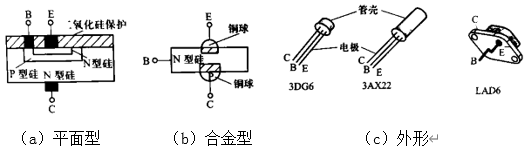 B E 二氧化硅保护
P型硅 N型硅 N型硅
C
(a) 平面型
E
铜球
B N型硅
P
铜球
C
(b) 合金型
管壳
电极
C B E C B E
3DG6 3AX22
C
B E
LAD6
(c) 外形↵